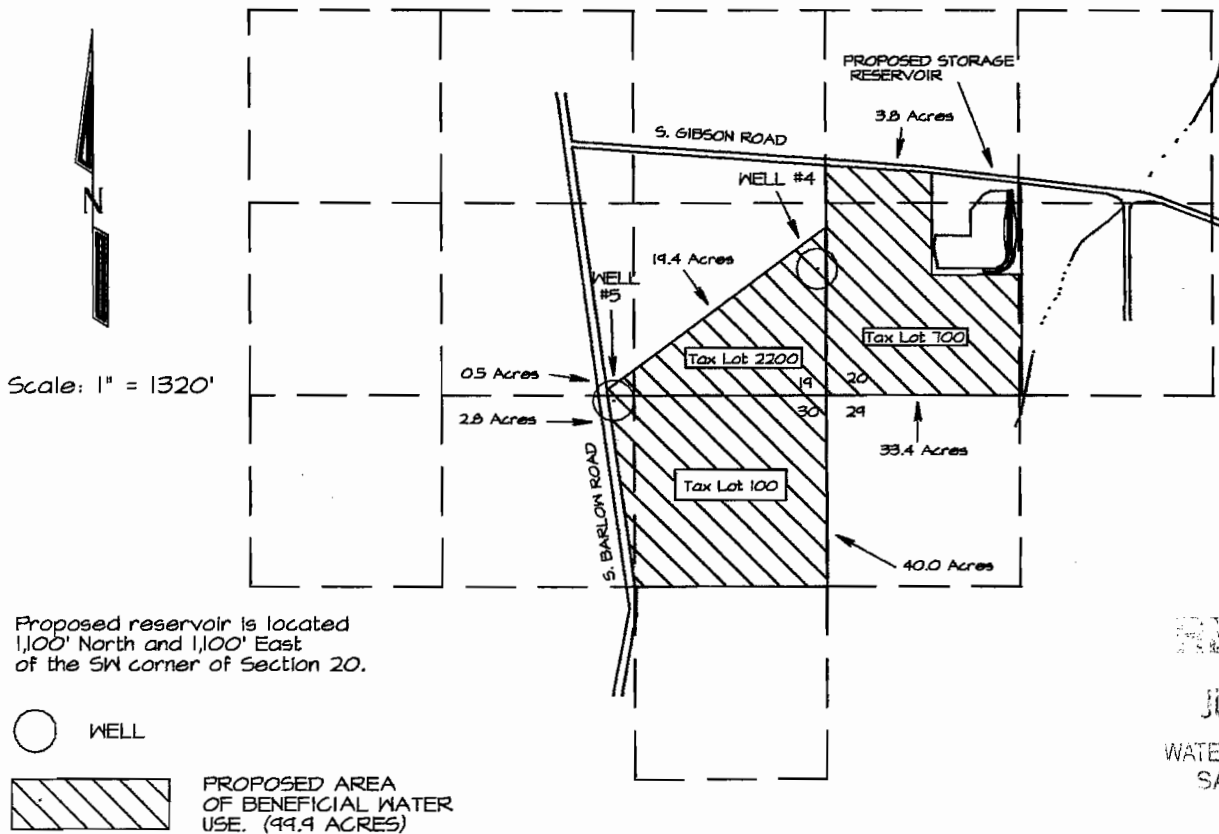 PROPOSED STORAGE
RESERVOIR
3.8 Acres
S. GIBSON ROAD
WELL #4
N
19.4 Acres
WELL
#5
Tax Lot 700
Tax Lot 2200
Scale: 1" = 1320'
0.5 Acres
19
20
30
29
2.8 Acres
33.4 Acres
S. BARLOW ROAD
Tax Lot 100
40.0 Acres
Proposed reservoir is located
1,100' North and 1,100' East
of the SW corner of Section 20.
WELL
PROPOSED AREA
OF BENEFICIAL WATER
USE. (99.9 ACRES)
WATE
SA